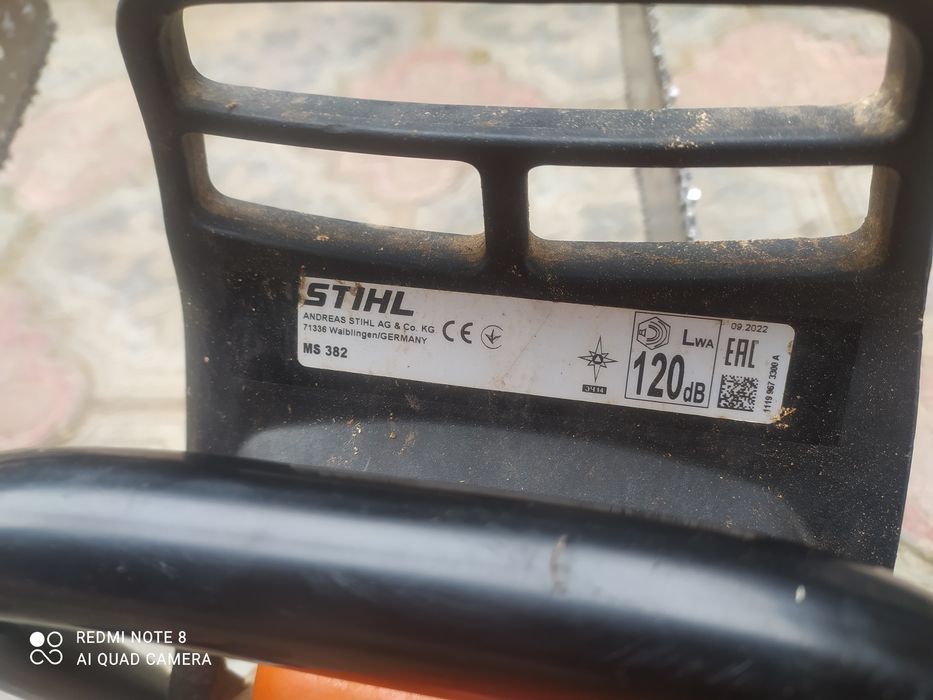 STIHL
ANDREAS STIHL AG & Co. KG
71336 Waiblingen/GERMANY
MS 382
CE
3414
LWA
120dB
09.2022
EAC
1119 967 3300 A
REDMI NOTE 8
AI QUAD CAMERA